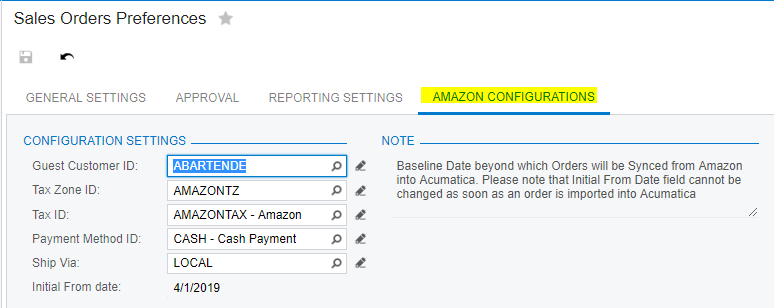 Sales Orders Preferences
GENERAL SETTINGS APPROVAL REPORTING SETTINGS AMAZON CONFIGURATIONS
CONFIGURATION SETTINGS
Guest Customer ID: ABARTENDE
Tax Zone ID: AMAZONTZ
Tax ID: AMAZONTAX - Amazon
Payment Method ID: CASH - Cash Payment
Ship Via: LOCAL
Initial From date: 4/1/2019
NOTE
Baseline Date beyond which Orders will be Synced from Amazon
into Acumatica. Please note that Initial From Date field cannot be
changed as soon as an order is imported into Acumatica